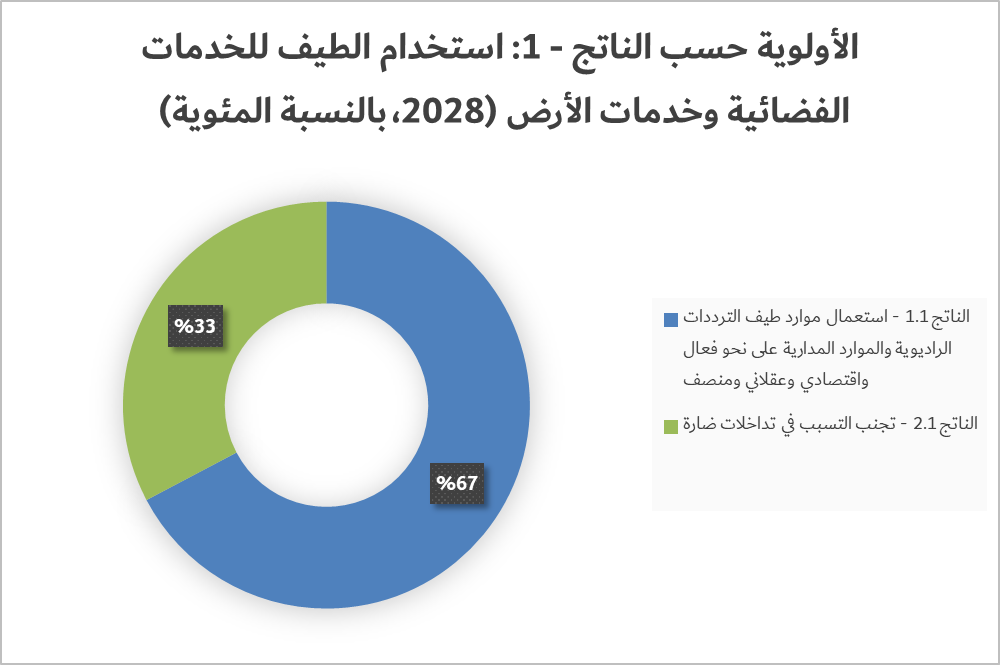 الأولوية حسب الناتج - 1: استخدام الطيف للخدمات
الفضائية وخدمات الأرض (2028، بالنسبة المئوية)
%33
%67
الناتج 1.1 - استعمال موارد طيف الترددات
الراديوية والموارد المدارية على نحو فعال
واقتصادي وعقلاني ومنصف
الناتج 2.1 - تجنب التسبب في تداخلات ضارة